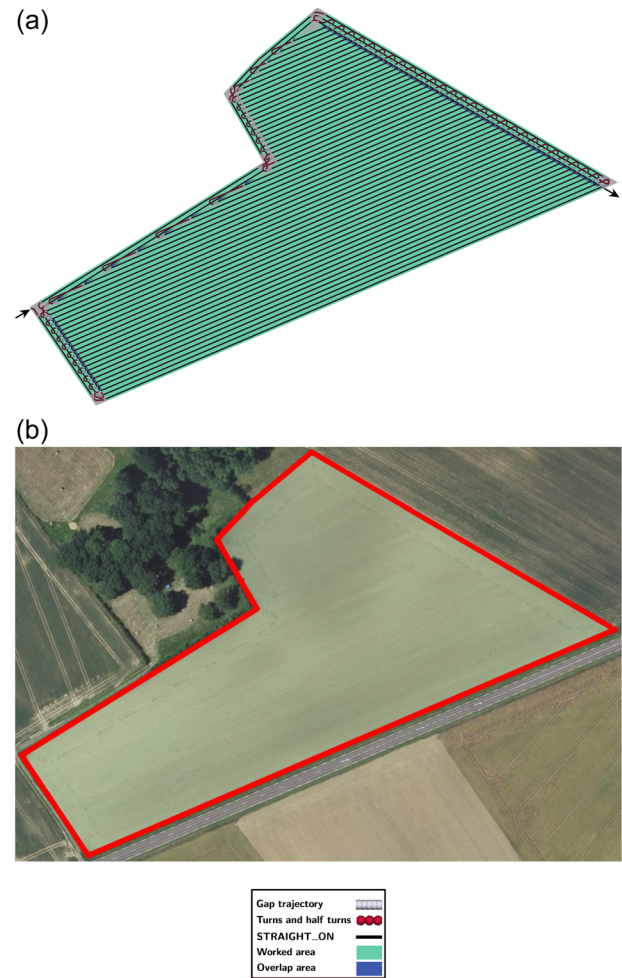 (a)
(b)
Gap trajectory
Turns and half turns
STRAIGHT_ON
Worked area
Overlap area